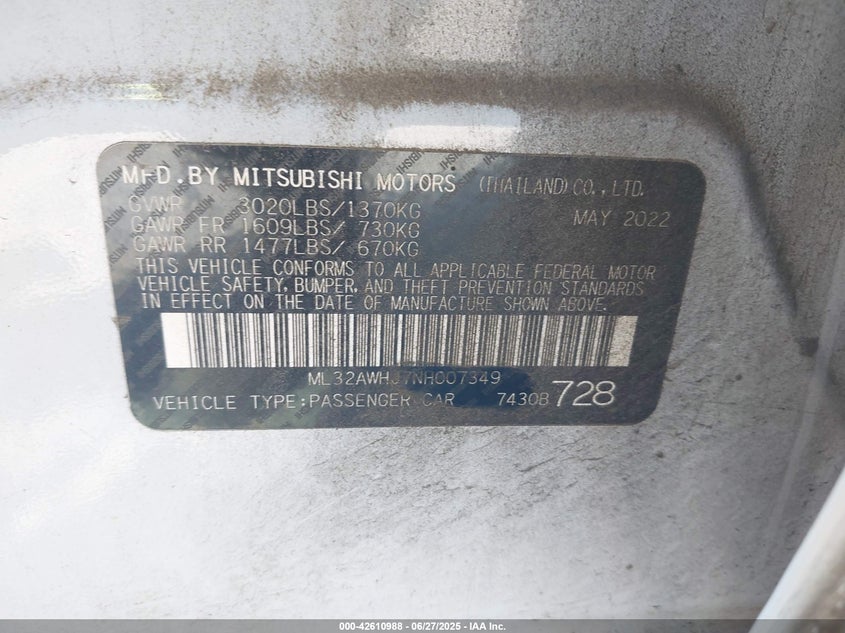 MFD. BY MITSUBISHI MOTORS (THAILAND) CO., LTD.
GVWR 3020LBS/1370KG MAY 2022
GAWR FR 1609LBS/ 730KG
GAWR RR 1477LBS/ 670KG
THIS VEHICLE CONFORMS TO ALL APPLICABLE FEDERAL MOTOR
VEHICLE SAFETY, BUMPER, AND THEFT PREVENTION STANDARDS
IN EFFECT ON THE DATE OF MANUFACTURE SHOWN ABOVE.
ML32AWHJ7NH007349
VEHICLE TYPE:PASSENGER CAR 7430B 728
000-42610988 | 06/27/2025 | IAA Inc.